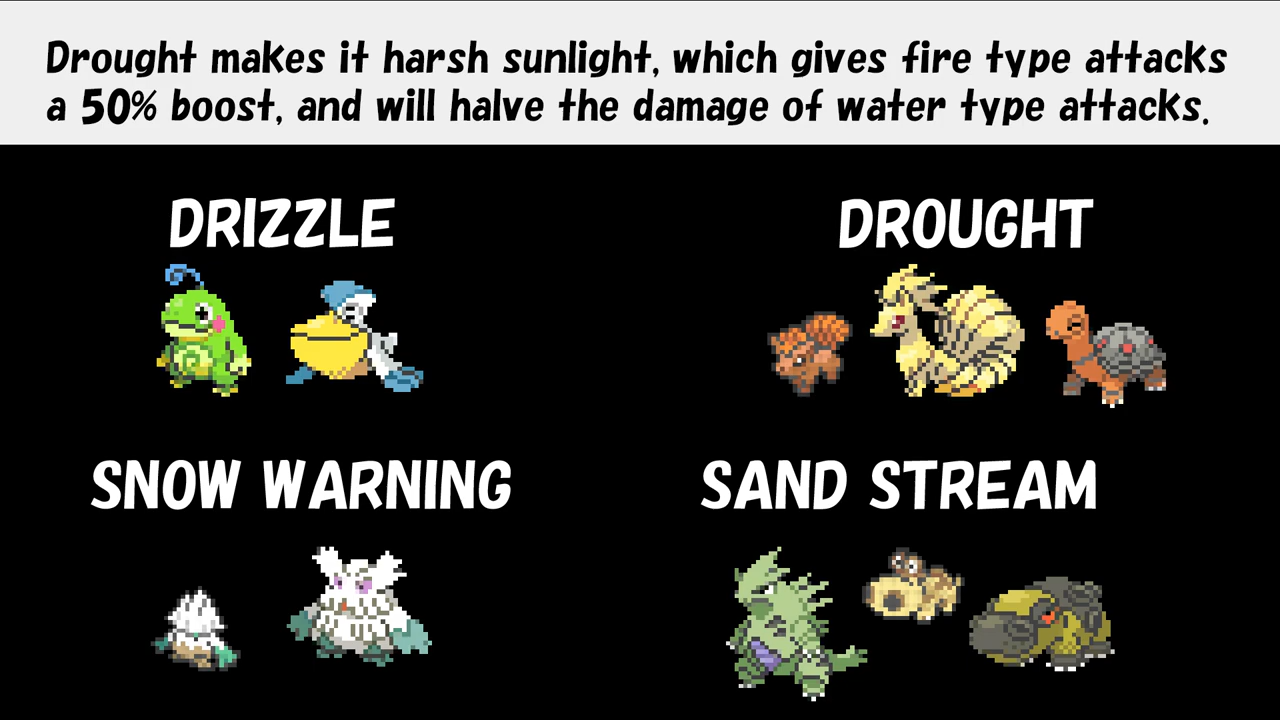 Drought makes it harsh sunlight, which gives fire type attacks
a 50% boost, and will halve the damage of water type attacks.
DRIZZLE
DROUGHT
SNOW WARNING
SAND STREAM